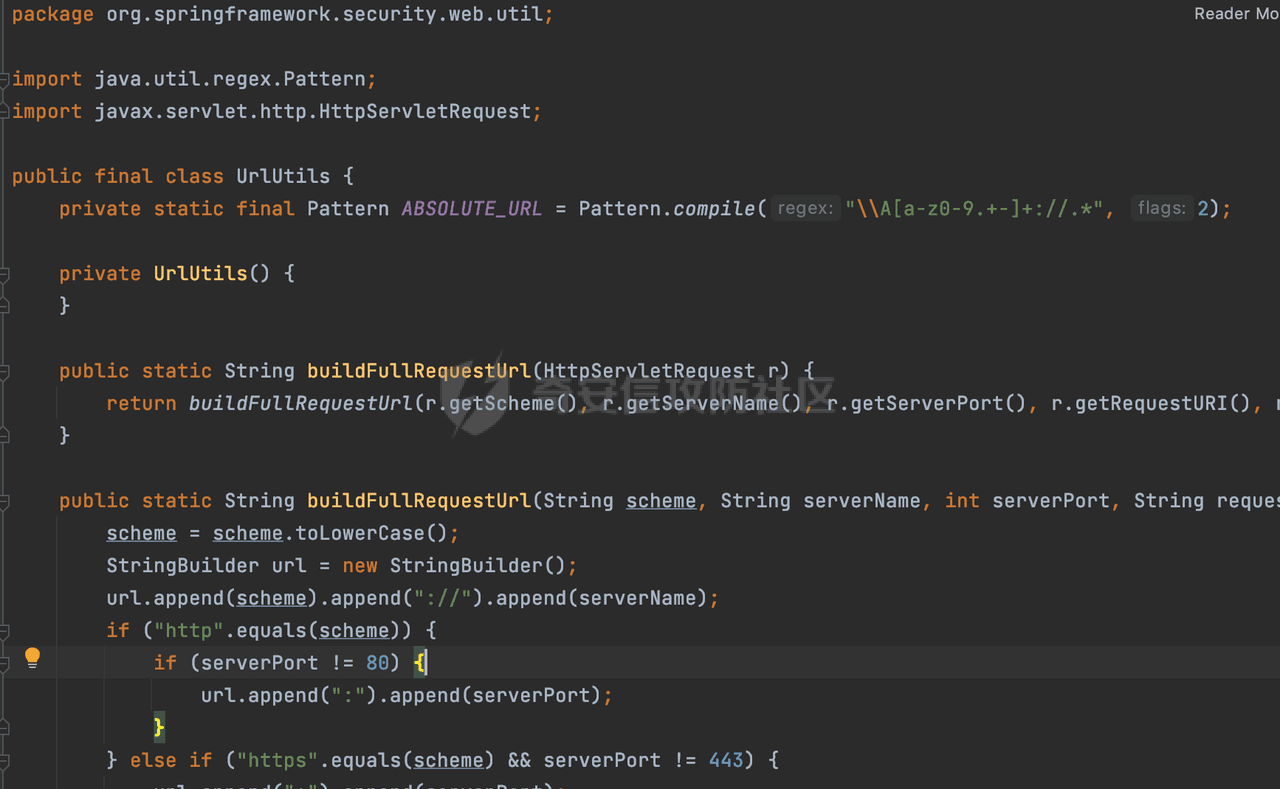 package org.springframework.security.web.util;
Reader Mo
import java.util.regex.Pattern;
import javax.servlet.http.HttpServletRequest;
public final class UrlUtils {
private static final Pattern ABSOLUTE_URL = Pattern.compile( regex: "\\A[a-z0-9.+-]+://.*", flags: 2);
private UrlUtils() {
}
public static String buildFullRequestUrl(HttpServletRequest r) {
return buildFullRequestUrl(r.getScheme(), r.getServerName(), r.getServerPort(), r.getRequestURI(), r
}
奇安信攻防社区
public static String buildFullRequestUrl(String scheme, String serverName, int serverPort, String reques
scheme = scheme.toLowerCase();
StringBuilder url = new StringBuilder();
url.append(scheme).append("://").append(serverName);
if ("http".equals(scheme)) {
if (serverPort != 80) {
url.append(":").append(serverPort);
}
} else if ("https".equals(scheme) && serverPort != 443) {
url.append(":").append(serverPort);